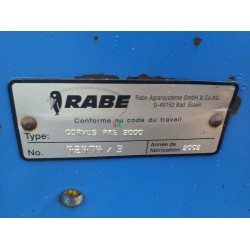 RABE
Rabe Agrarsysteme GmbH & Co.KG
D-49152 Bad Essen
Conforme au code du travail
Type: CORVUS PKE 3000
No. / 3
Année de fabrication: 2002